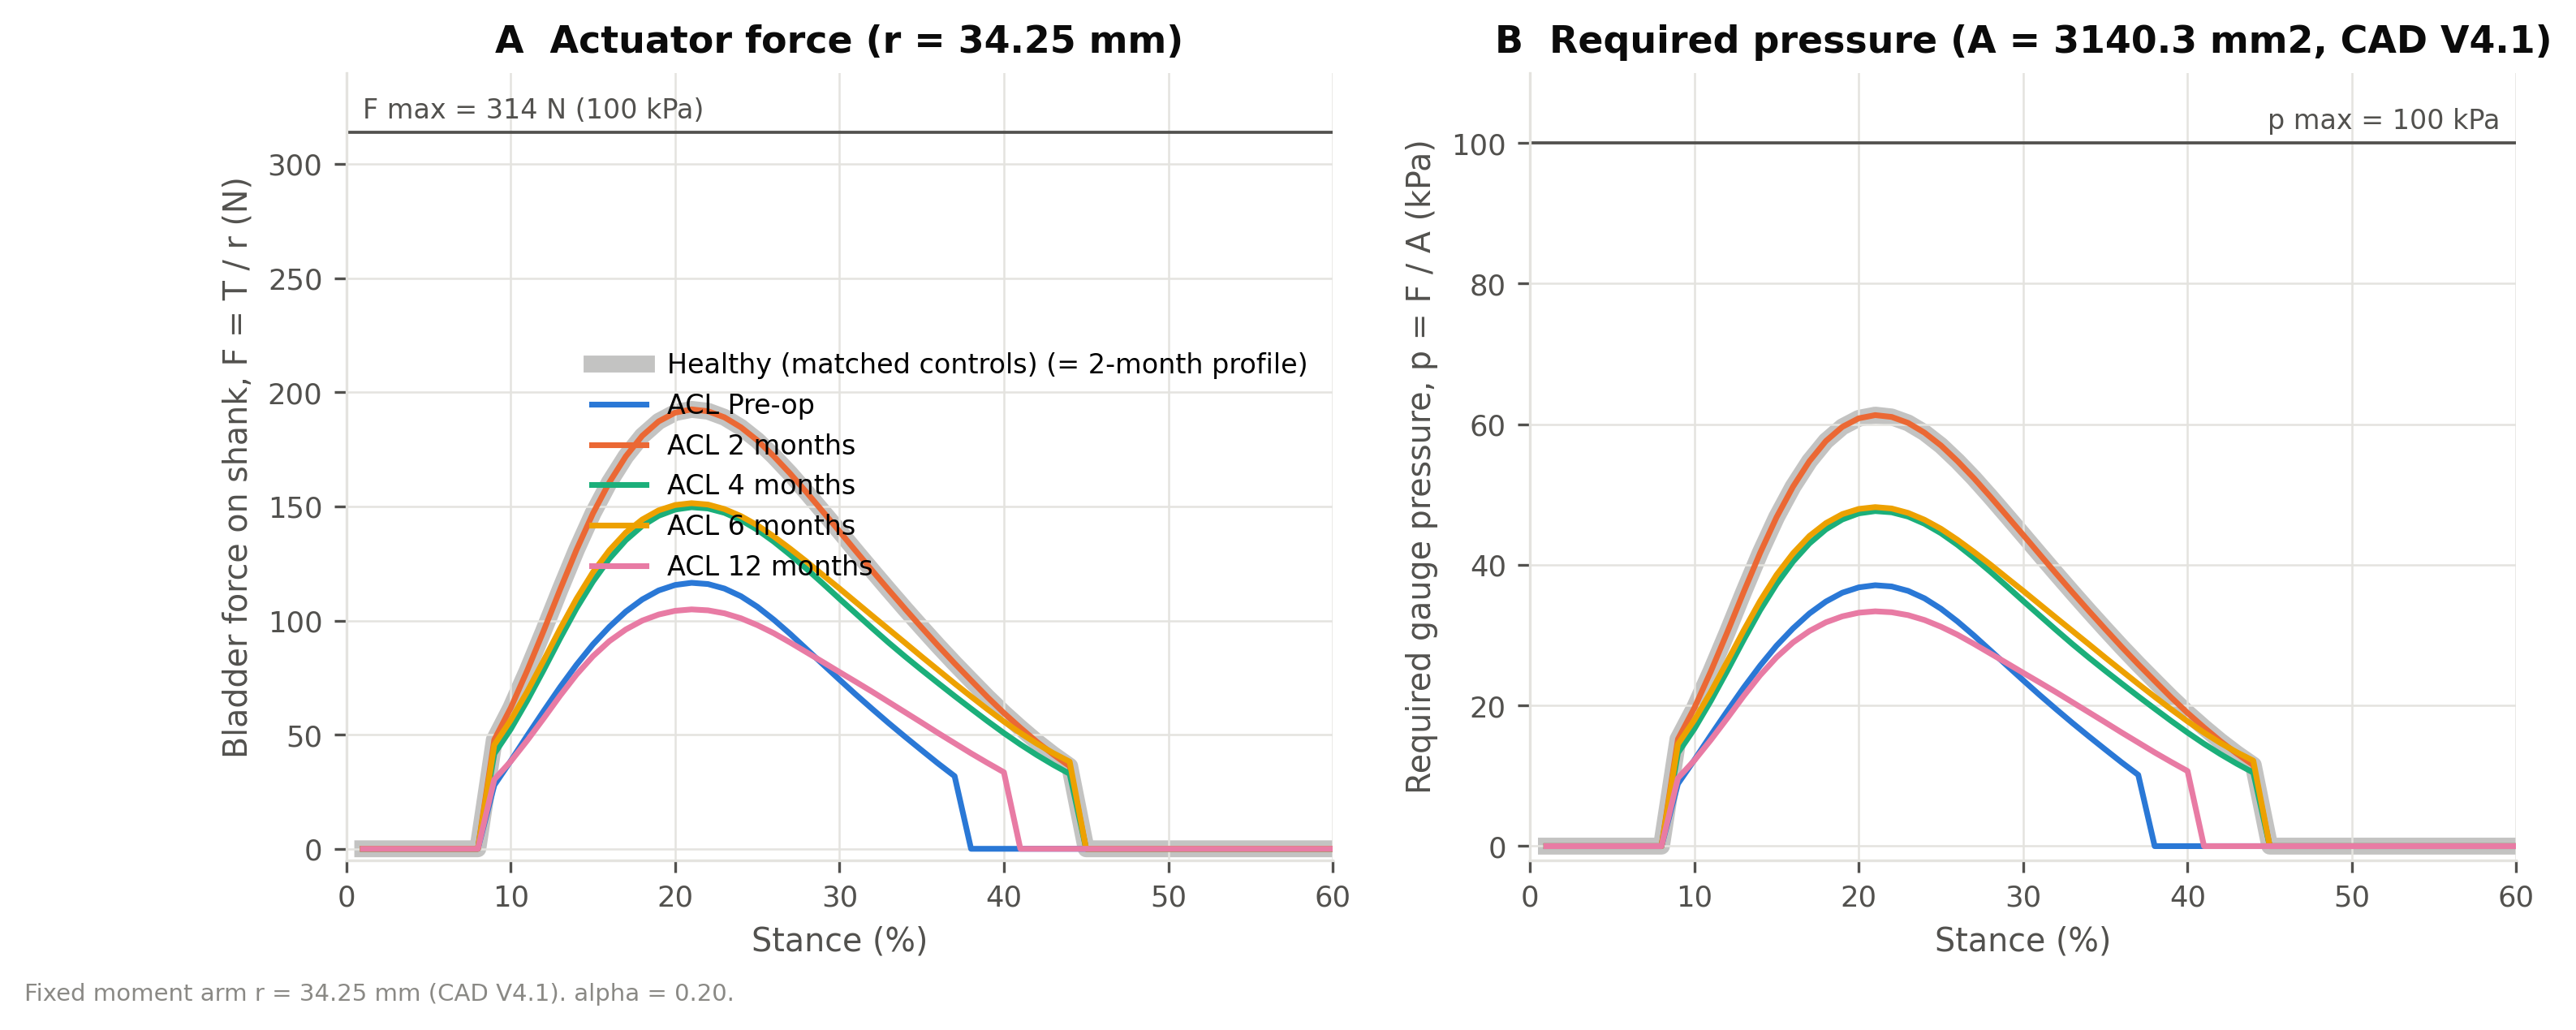 A  Actuator force (r = 34.25 mm)
F max = 314 N (100 kPa)
Bladder force on shank, F = T / r (N)
300
250
200
150
100
50
0
Healthy (matched controls) (= 2-month profile)
ACL Pre-op
ACL 2 months
ACL 4 months
ACL 6 months
ACL 12 months
0 10 20 30 40 50 60
Stance (%)
B  Required pressure (A = 3140.3 mm2, CAD V4.1)
p max = 100 kPa
Required gauge pressure, p = F / A (kPa)
100
80
60
40
20
0
0 10 20 30 40 50 60
Stance (%)
Fixed moment arm r = 34.25 mm (CAD V4.1). alpha = 0.20.